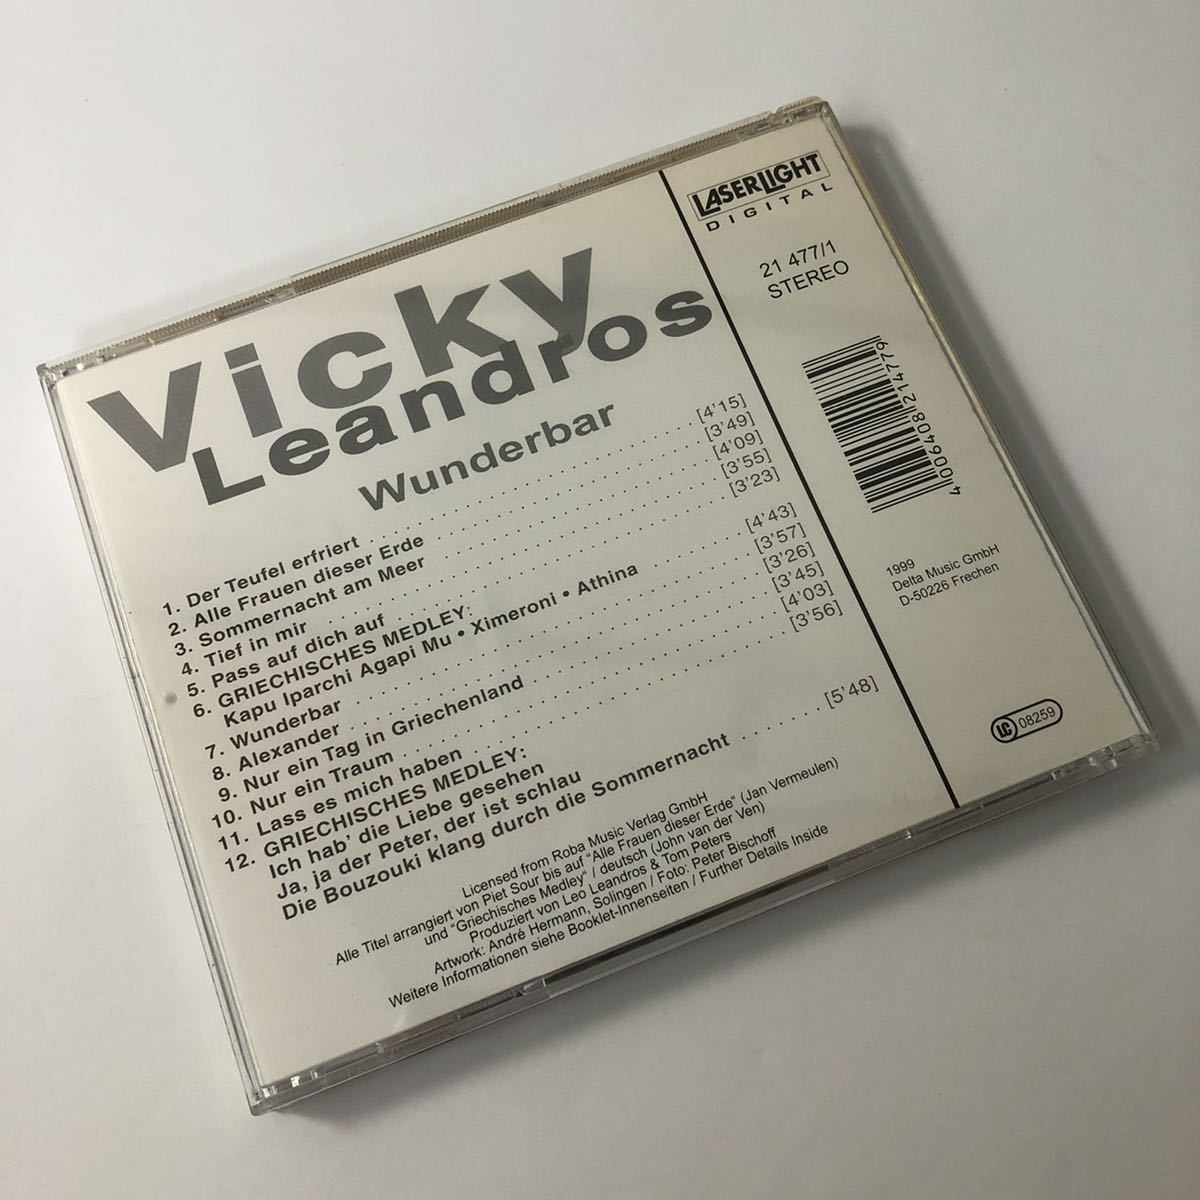 Vicky
Leandros
Wunderbar
1. Der Teufel erfriert [4'15]
2. Alle Frauen dieser Erde [3'49]
3. Sommernacht am Meer [4'09]
4. Tief in mir [3'55]
5. Pass auf dich auf [3'23]
6. GRIECHISCHES MEDLEY:
Kapu Iparchi Agapi Mu • Ximeroni • Athina [4'43]
7. Wunderbar [3'57]
8. Alexander [3'26]
9. Nur ein Tag in Griechenland [3'45]
10. Nur ein Traum [4'03]
11. Lass es mich haben [3'56]
12. GRIECHISCHES MEDLEY:
Ich hab' die Liebe gesehen
Ja, ja der Peter, der ist schlau
Die Bouzouki klang durch die Sommernacht [5'48]
Licensed from Roba Music Verlag GmbH
Alle Titel arrangiert von Piet Sour bis auf "Alle Frauen dieser Erde" (Jan Vermeulen)
und "Griechisches Medley" / deutsch (John van der Ven)
Produziert von Leo Leandros & Tom Peters
Artwork: André Hermann, Solingen / Foto: Peter Bischoff
Weitere Informationen siehe Booklet-Innenseiten / Further Details Inside
LASERLIGHT
DIGITAL
21 477/1
STEREO
4 006408 214779
1999
Delta Music GmbH
D-50226 Frechen
LC 08259